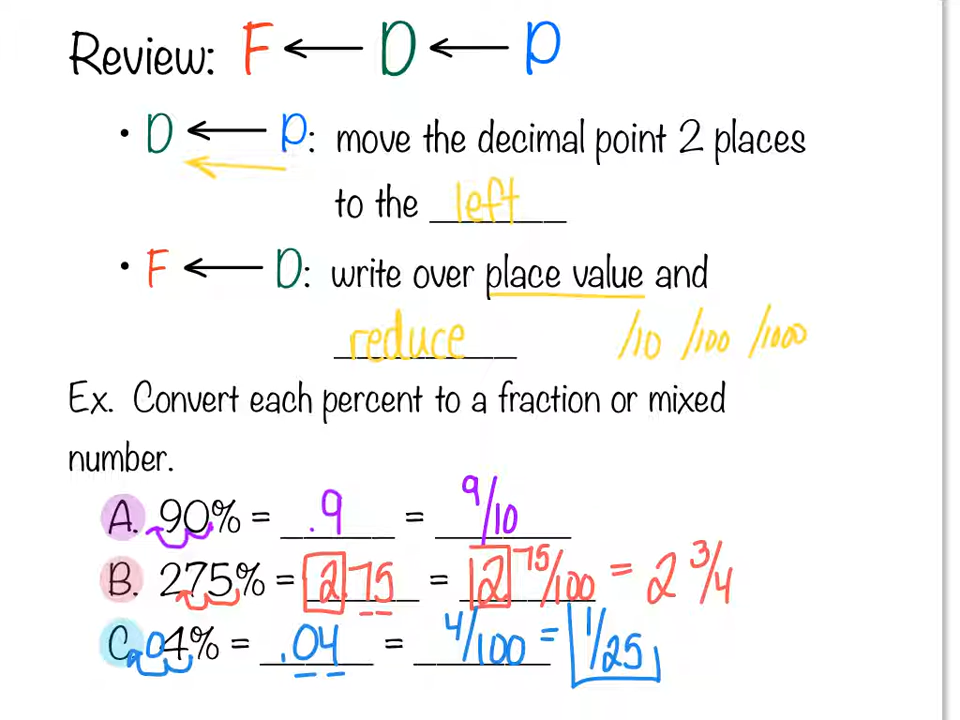 Review: F ← D ← P
• D ← P: move the decimal point 2 places
to the left
• F ← D: write over place value and
reduce /10 /100 /1000
Ex. Convert each percent to a fraction or mixed
number.
A. 90% = .9 = 9/10
B. 275% = 2.75 = 2 75/100 = 2 3/4
C. 04% = .04 = 4/100 = 1/25